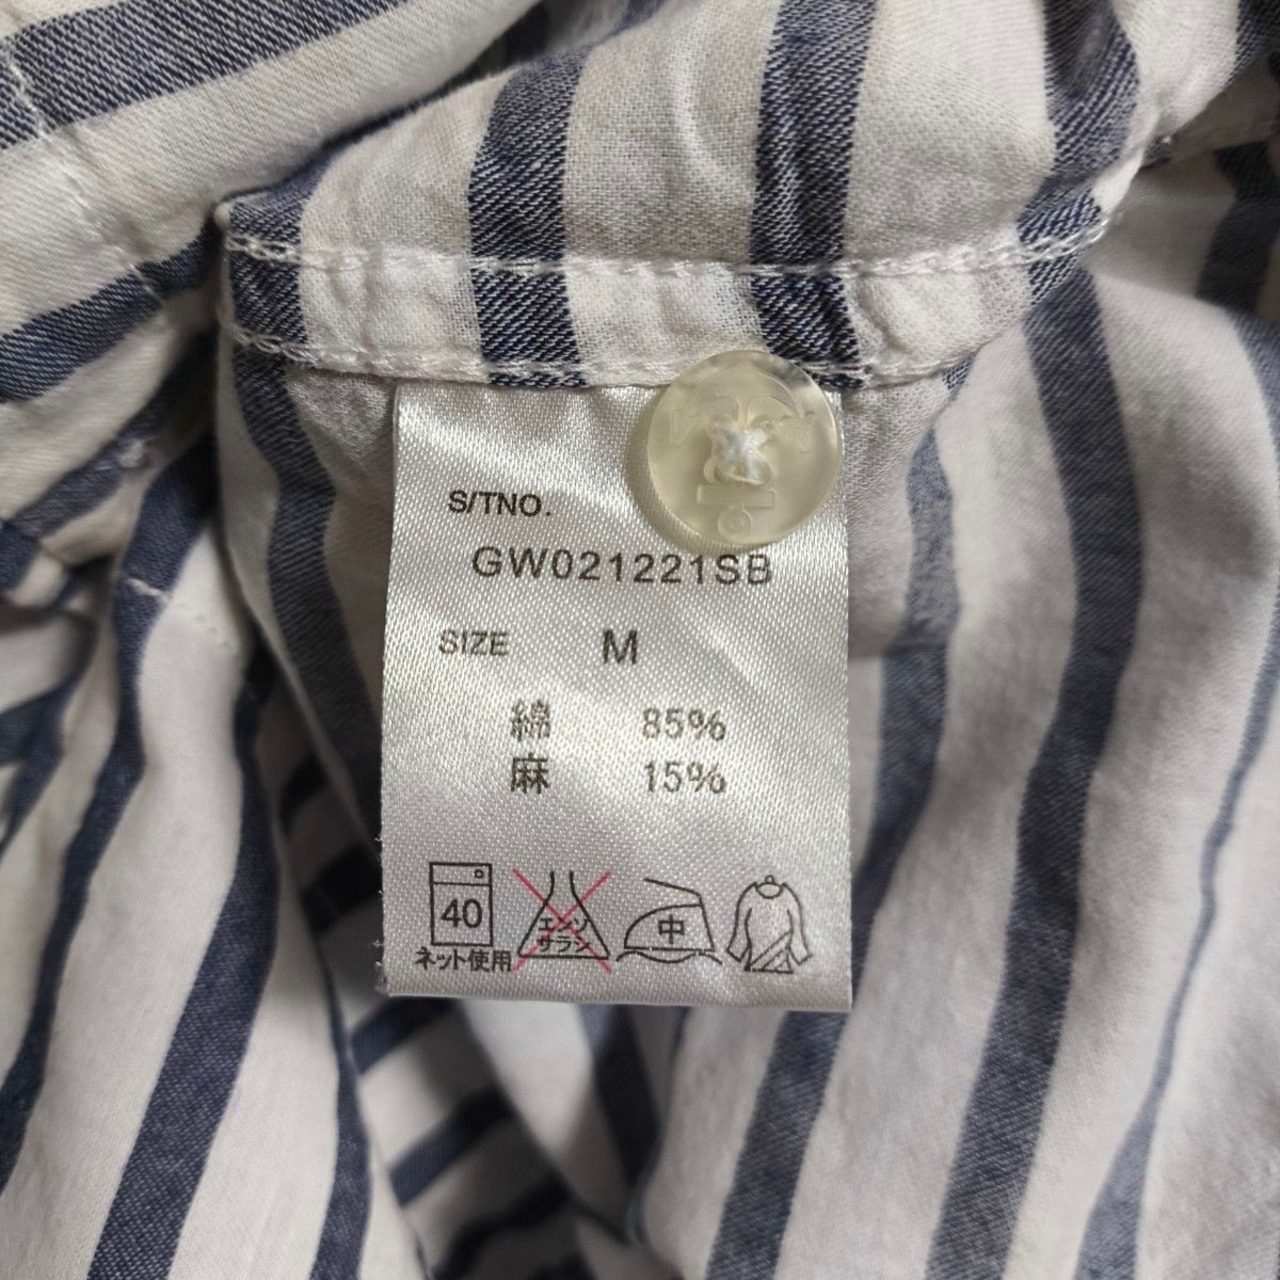 S/TNO.
GW021221SB
SIZE M
綿 85%
麻 15%
40
ネット使用
エンソ
サラシ
中